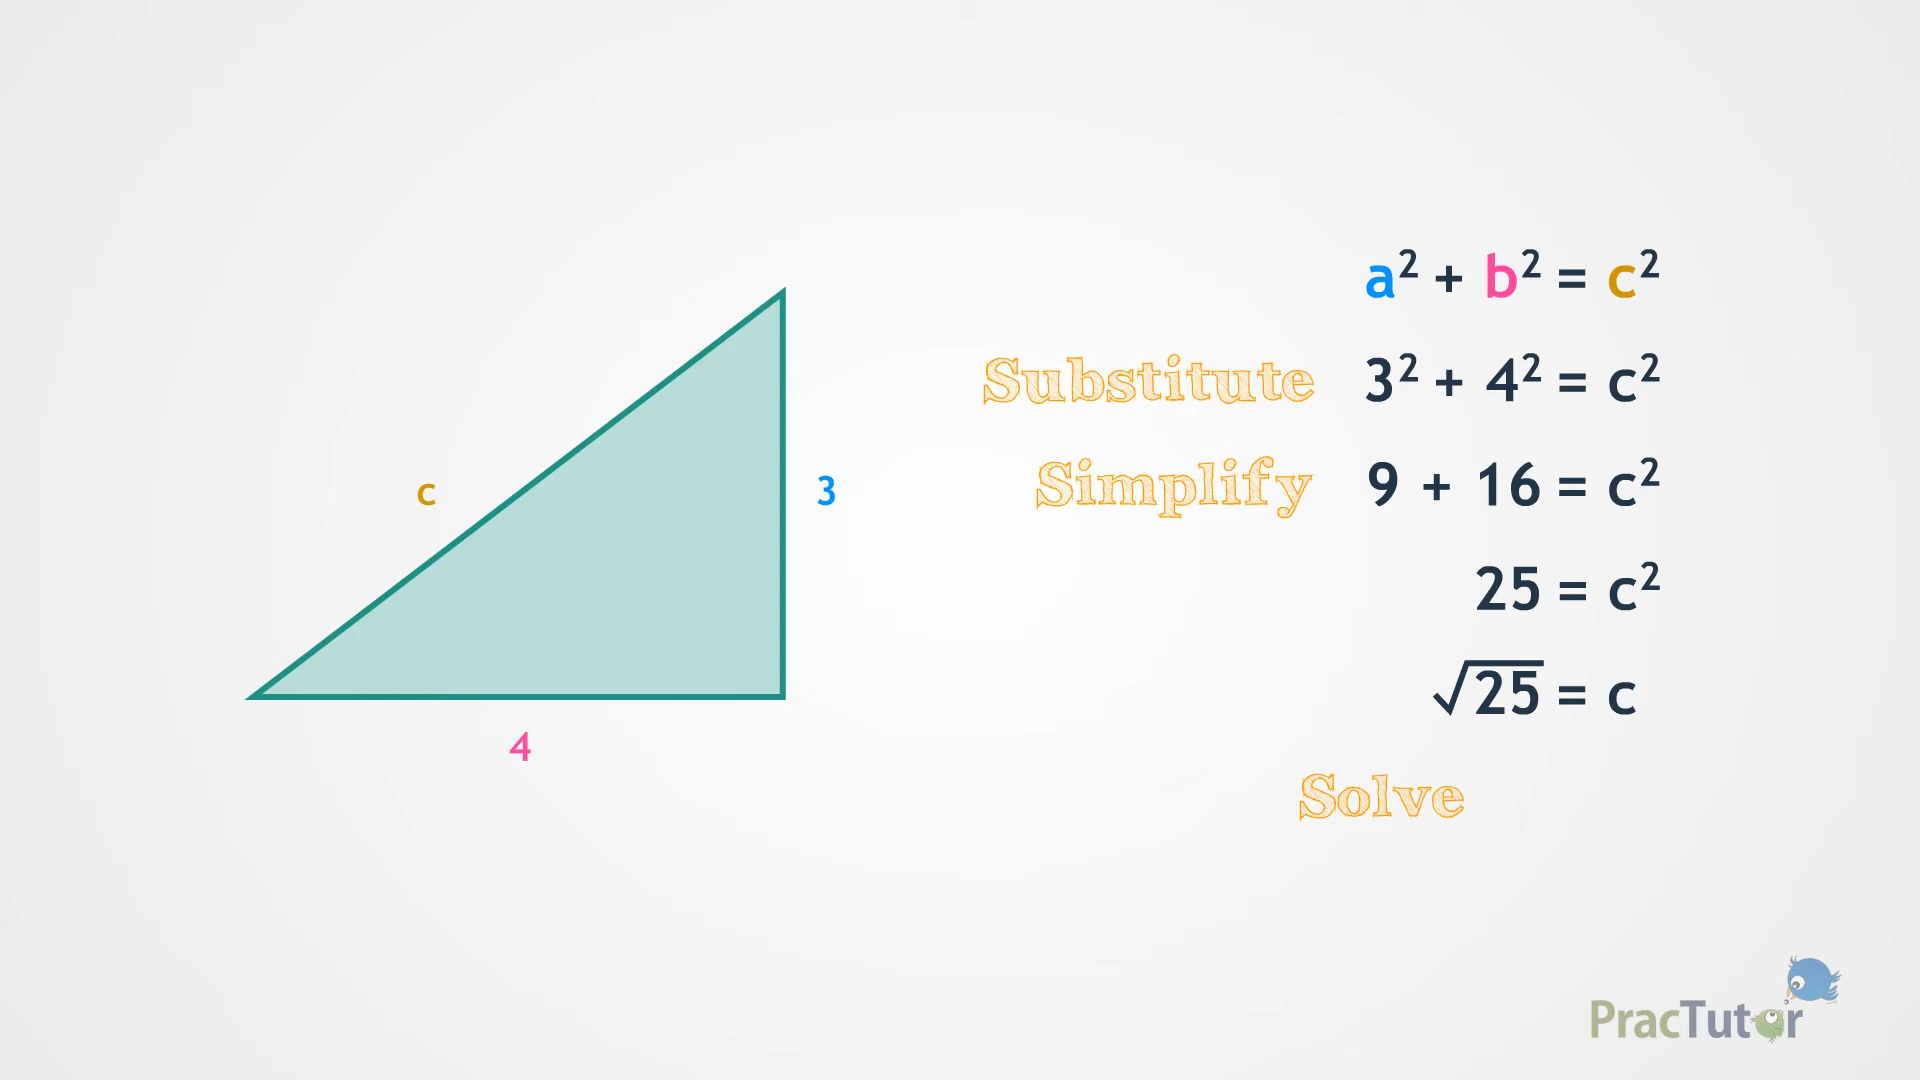 a² + b² = c²
Substitute 3² + 4² = c²
Simplify 9 + 16 = c²
c
3
25 = c²
√25 = c
4
Solve
PracTutor